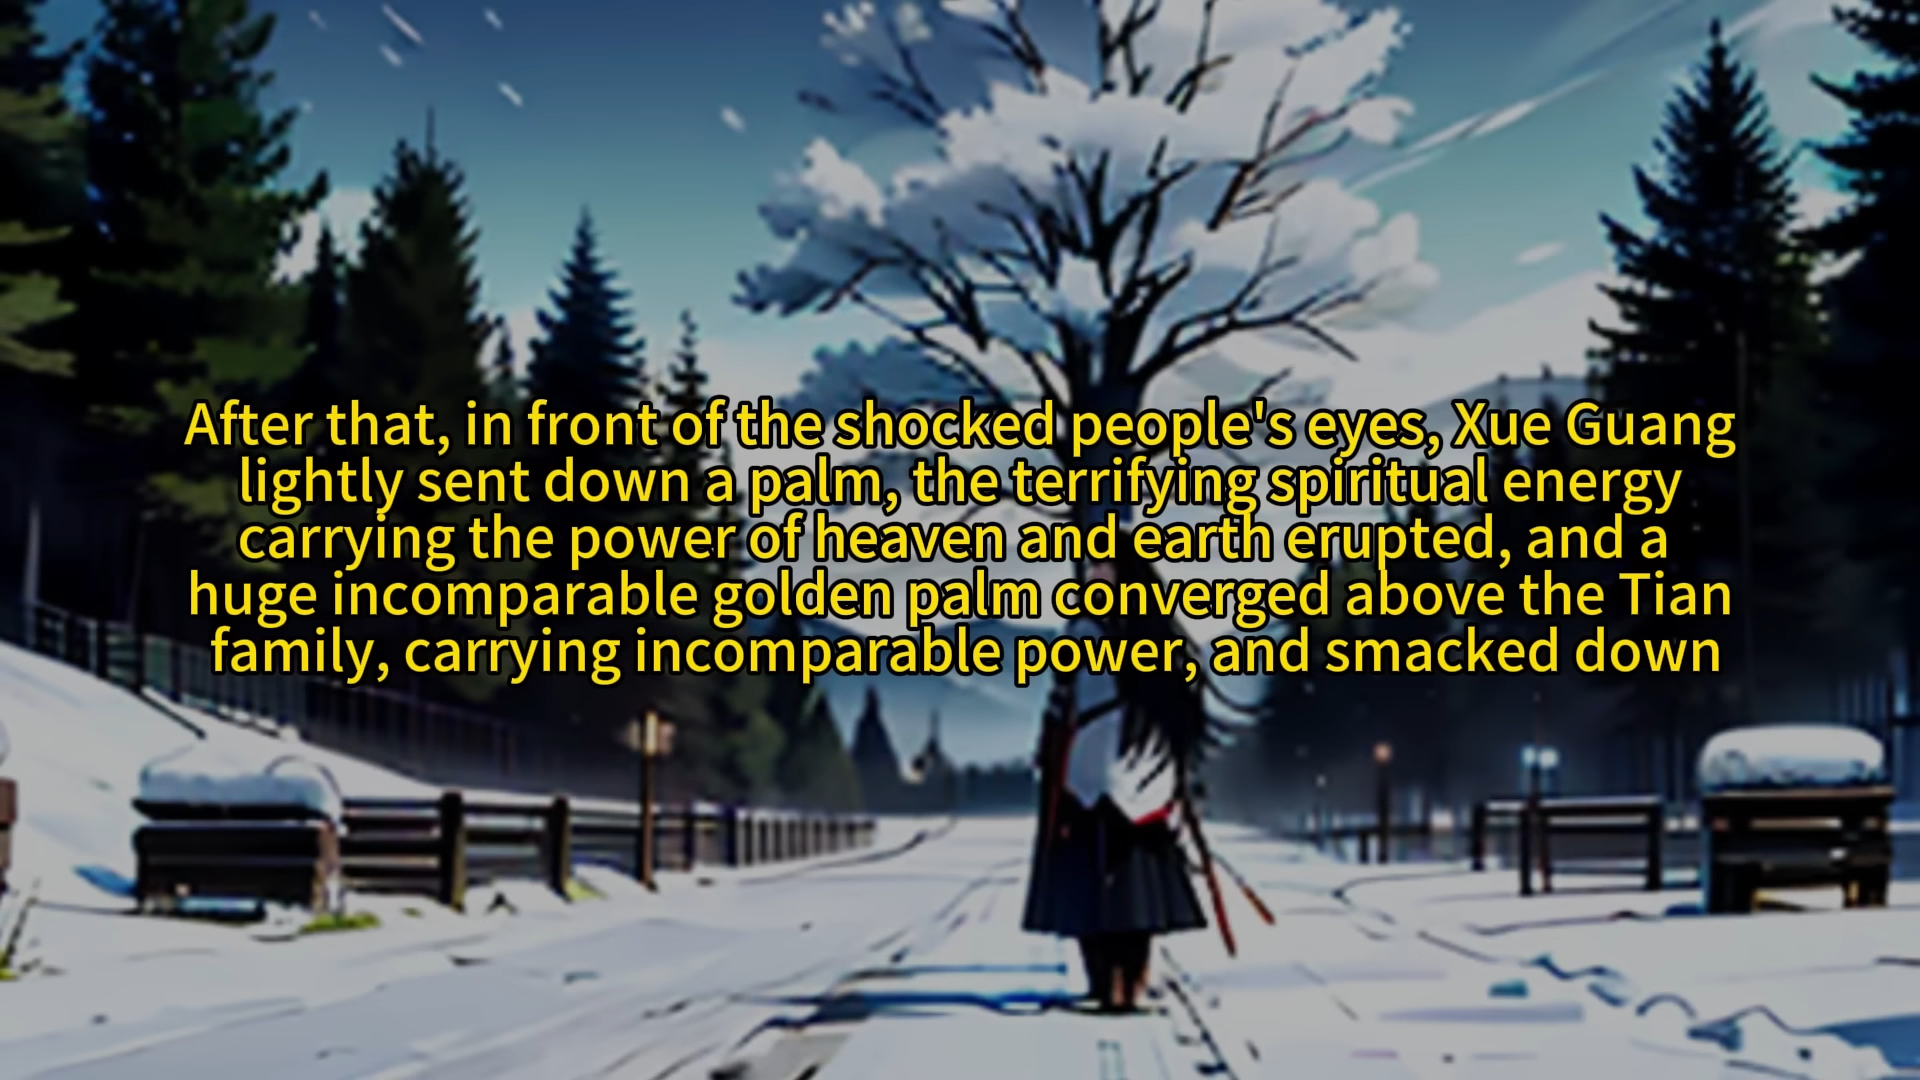 After that, in front of the shocked people's eyes, Xue Guang
lightly sent down a palm, the terrifying spiritual energy
carrying the power of heaven and earth erupted, and a
huge incomparable golden palm converged above the Tian
family, carrying incomparable power, and smacked down